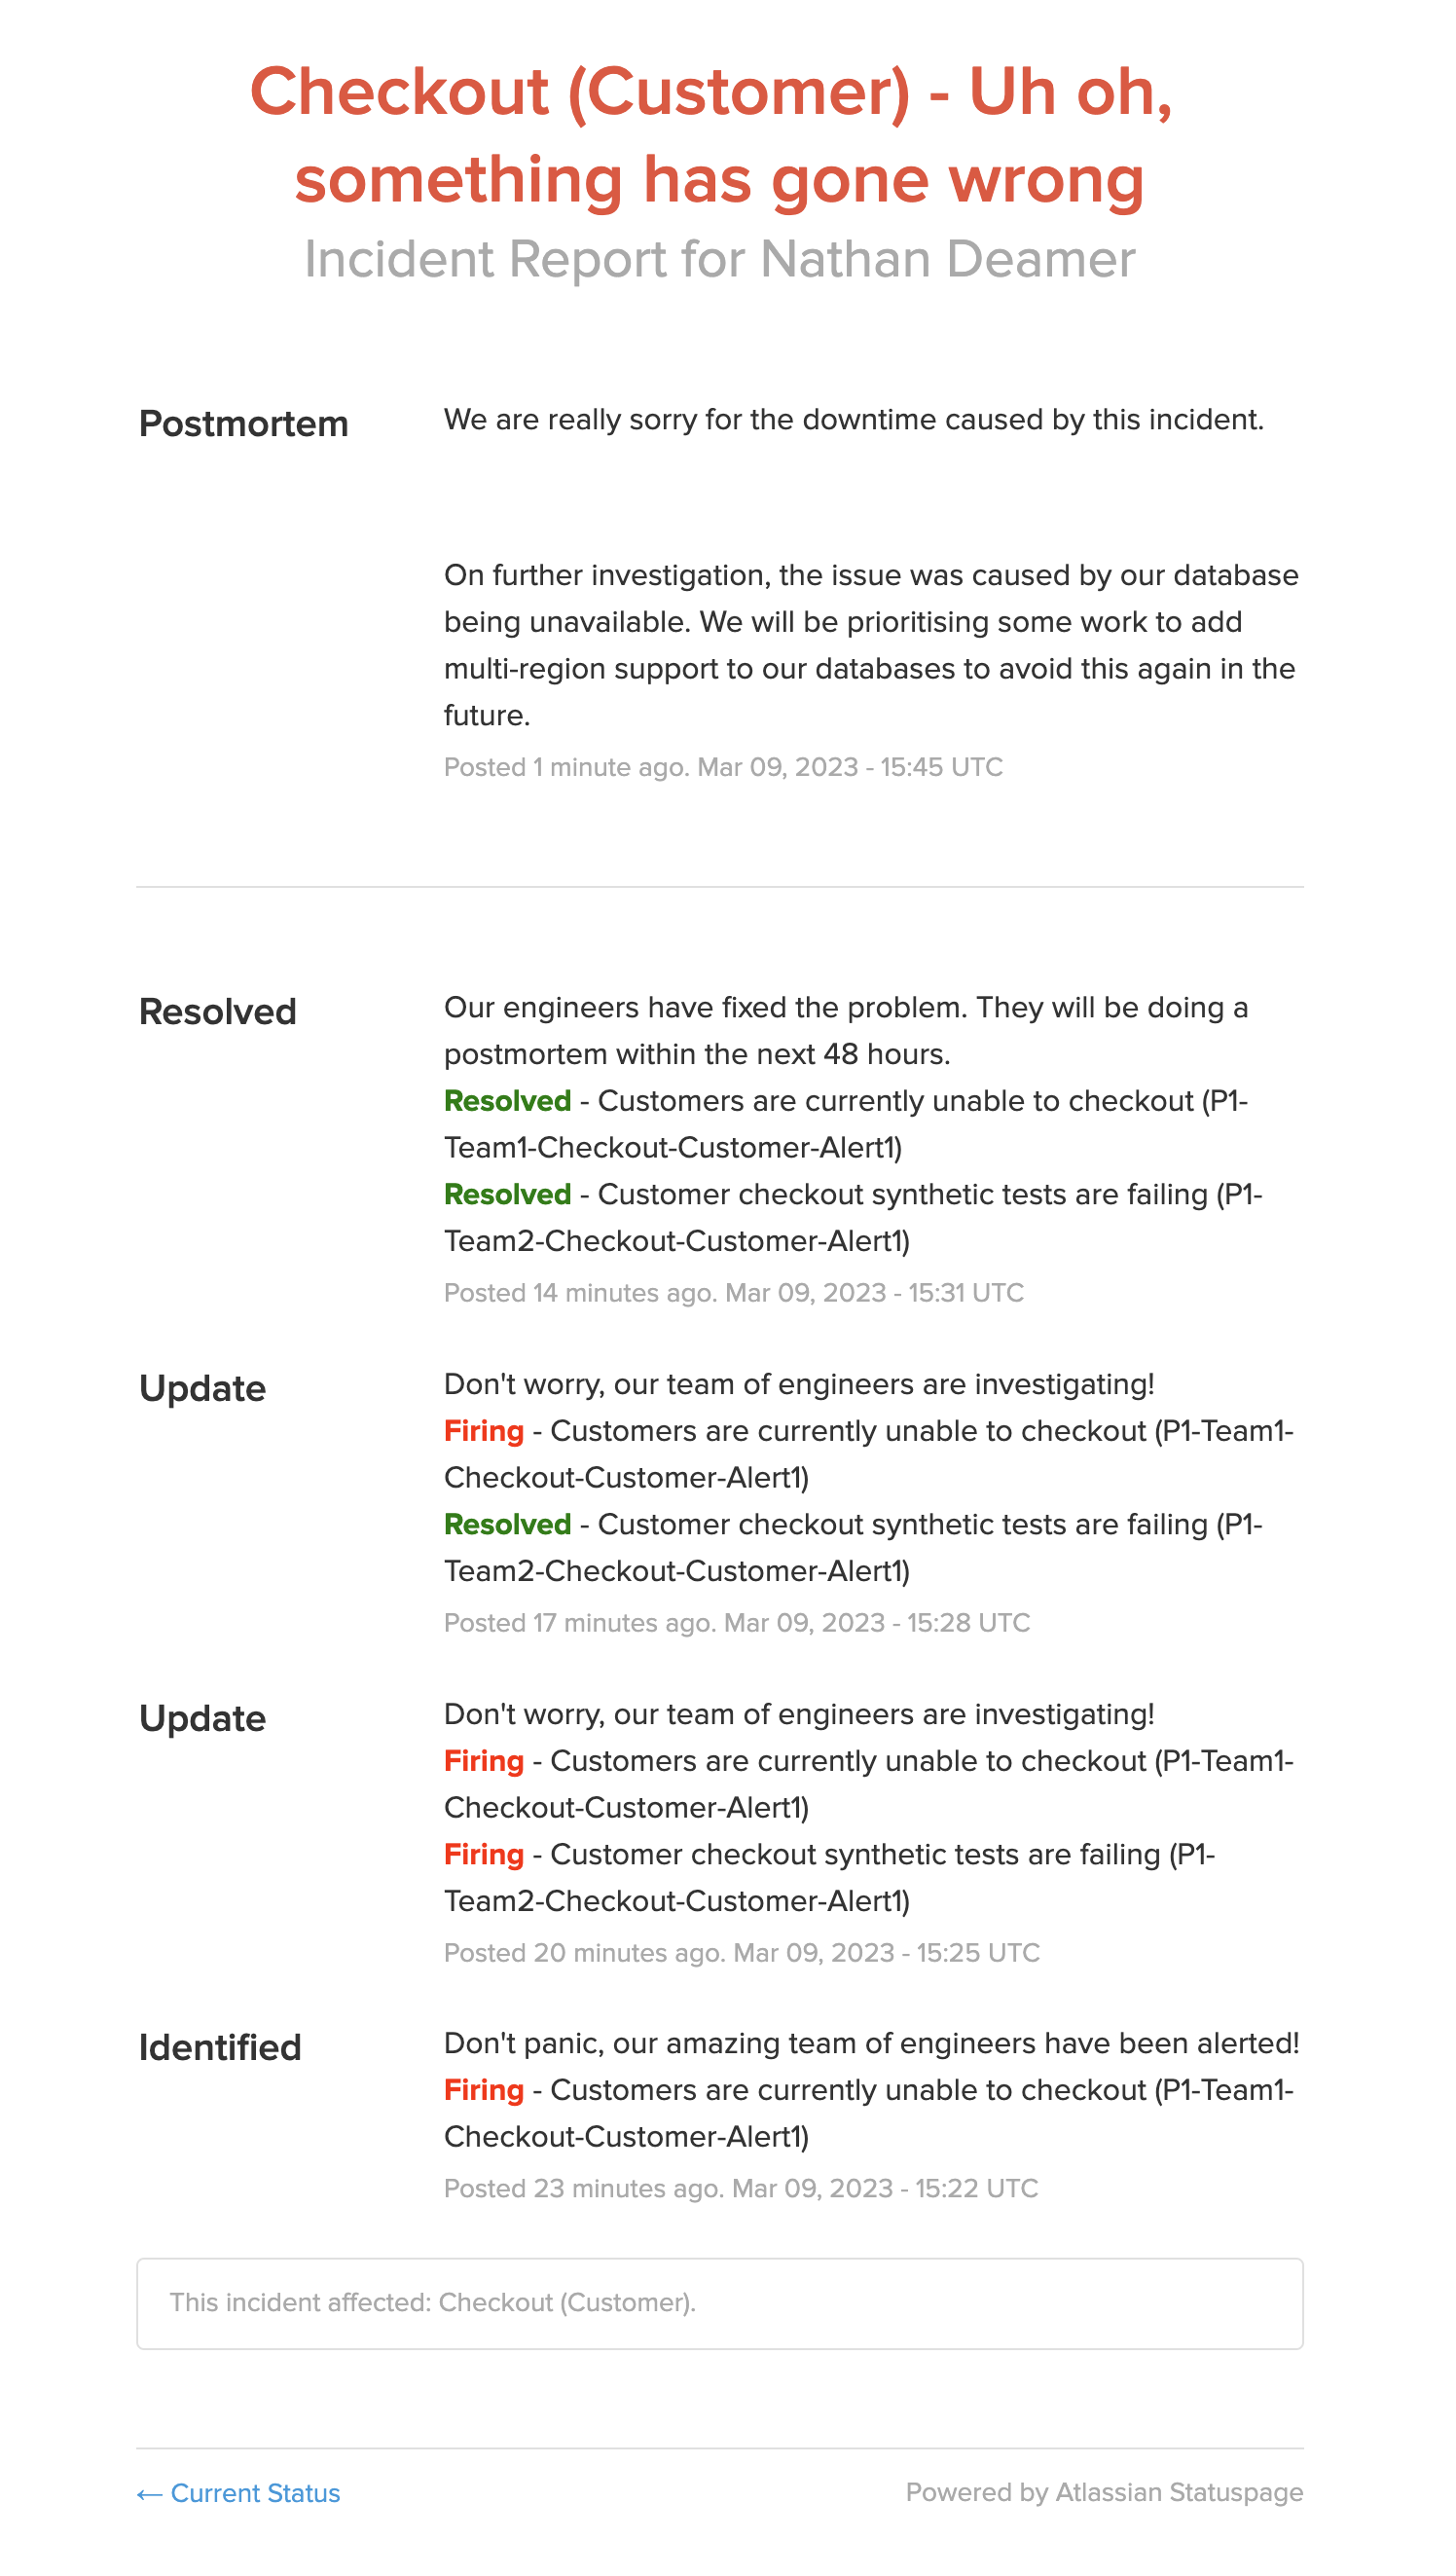 Checkout (Customer) - Uh oh,
something has gone wrong
Incident Report for Nathan Deamer
Postmortem
We are really sorry for the downtime caused by this incident.
On further investigation, the issue was caused by our database
being unavailable. We will be prioritising some work to add
multi-region support to our databases to avoid this again in the
future.
Posted 1 minute ago. Mar 09, 2023 - 15:45 UTC
Resolved
Our engineers have fixed the problem. They will be doing a
postmortem within the next 48 hours.
Resolved - Customers are currently unable to checkout (P1-
Team1-Checkout-Customer-Alert1)
Resolved - Customer checkout synthetic tests are failing (P1-
Team2-Checkout-Customer-Alert1)
Posted 14 minutes ago. Mar 09, 2023 - 15:31 UTC
Update
Don't worry, our team of engineers are investigating!
Firing - Customers are currently unable to checkout (P1-Team1-
Checkout-Customer-Alert1)
Resolved - Customer checkout synthetic tests are failing (P1-
Team2-Checkout-Customer-Alert1)
Posted 17 minutes ago. Mar 09, 2023 - 15:28 UTC
Update
Don't worry, our team of engineers are investigating!
Firing - Customers are currently unable to checkout (P1-Team1-
Checkout-Customer-Alert1)
Firing - Customer checkout synthetic tests are failing (P1-
Team2-Checkout-Customer-Alert1)
Posted 20 minutes ago. Mar 09, 2023 - 15:25 UTC
Identified
Don't panic, our amazing team of engineers have been alerted!
Firing - Customers are currently unable to checkout (P1-Team1-
Checkout-Customer-Alert1)
Posted 23 minutes ago. Mar 09, 2023 - 15:22 UTC
This incident affected: Checkout (Customer).
← Current Status
Powered by Atlassian Statuspage